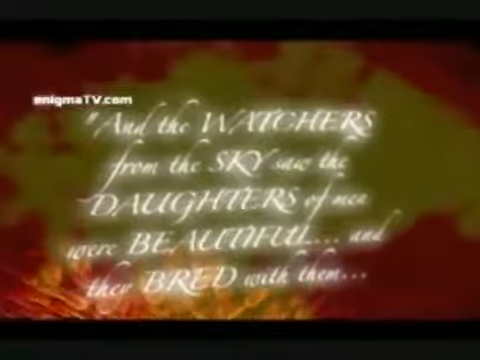 enigmaTV.com
"And the WATCHERS
from the SKY saw the
DAUGHTERS of men
were BEAUTIFUL... and
they BRED with them...